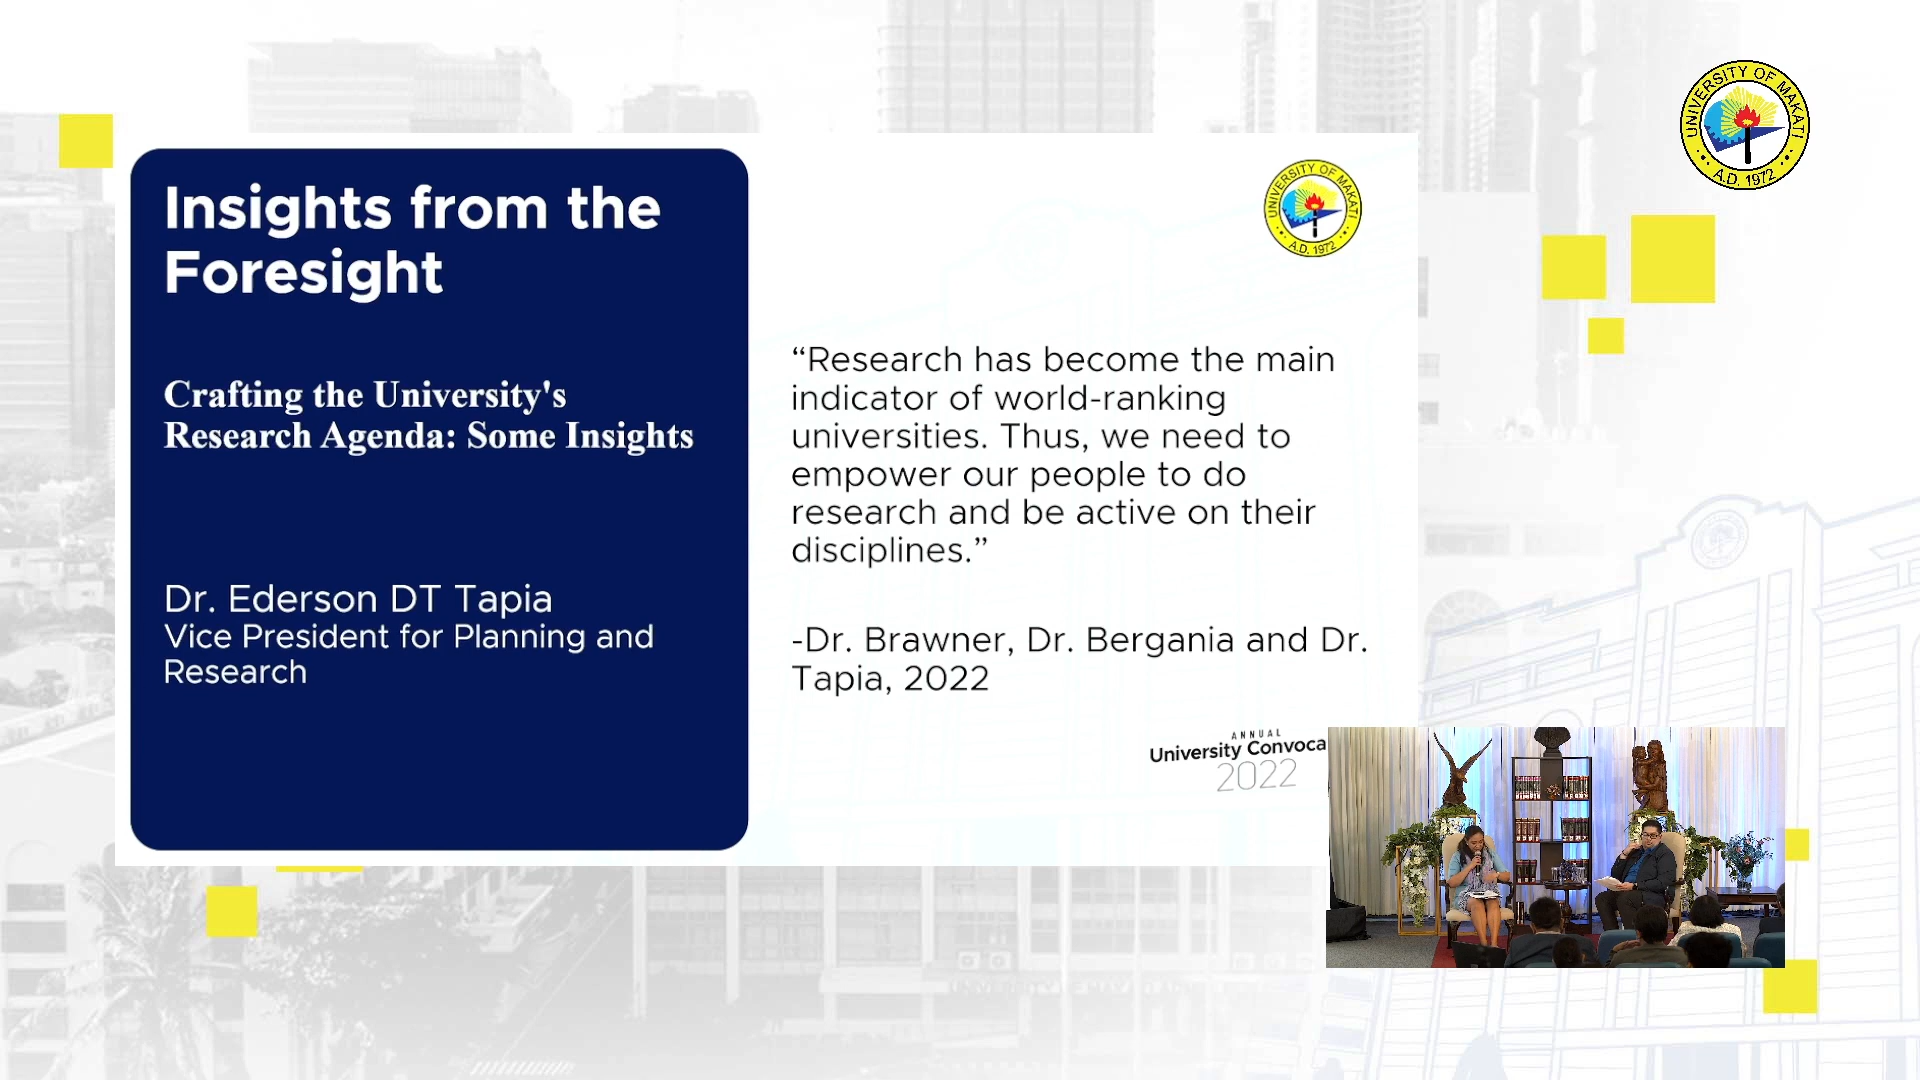 Insights from the
Foresight
Crafting the University's
Research Agenda: Some Insights
Dr. Ederson DT Tapia
Vice President for Planning and
Research
UNIVERSITY OF MAKATI
A.D. 1972
“Research has become the main
indicator of world-ranking
universities. Thus, we need to
empower our people to do
research and be active on their
disciplines.”
-Dr. Brawner, Dr. Bergania and Dr.
Tapia, 2022
ANNUAL
University Convoca
2022
UNIVERSITY OF MAKATI
A.D. 1972